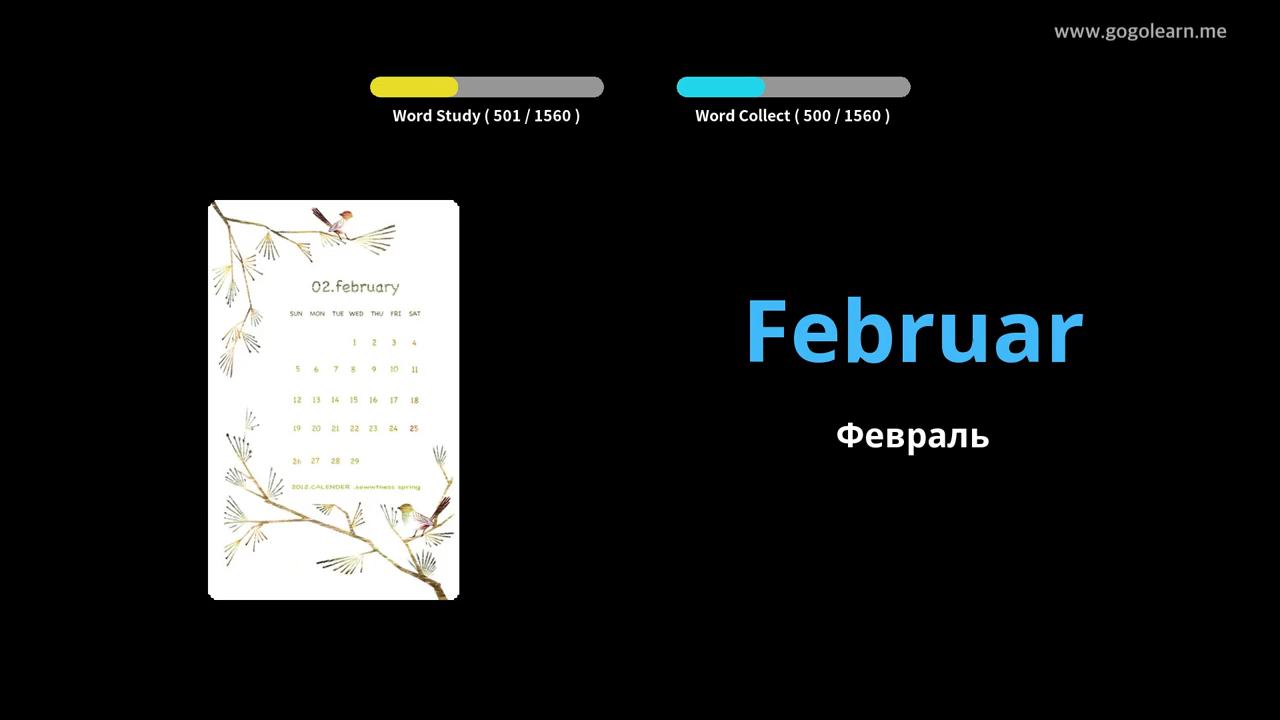 www.gogolearn.me
Word Study ( 501 / 1560 )
Word Collect ( 500 / 1560 )
02.february
SUN MON TUE WED THU FRI SAT
1 2 3 4
5 6 7 8 9 10 11
12 13 14 15 16 17 18
19 20 21 22 23 24 25
26 27 28 29
2012.CALENDER spring
Februar
Февраль